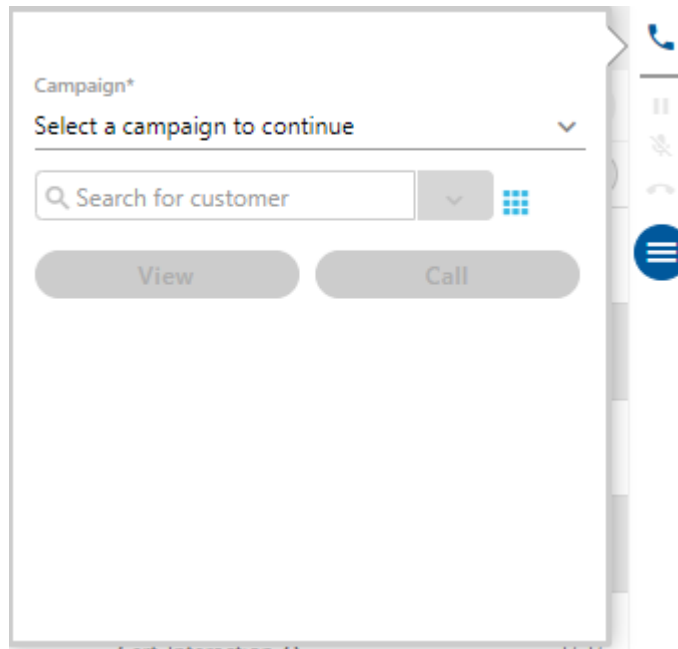 Campaign*
Select a campaign to continue
Search for customer
View
Call